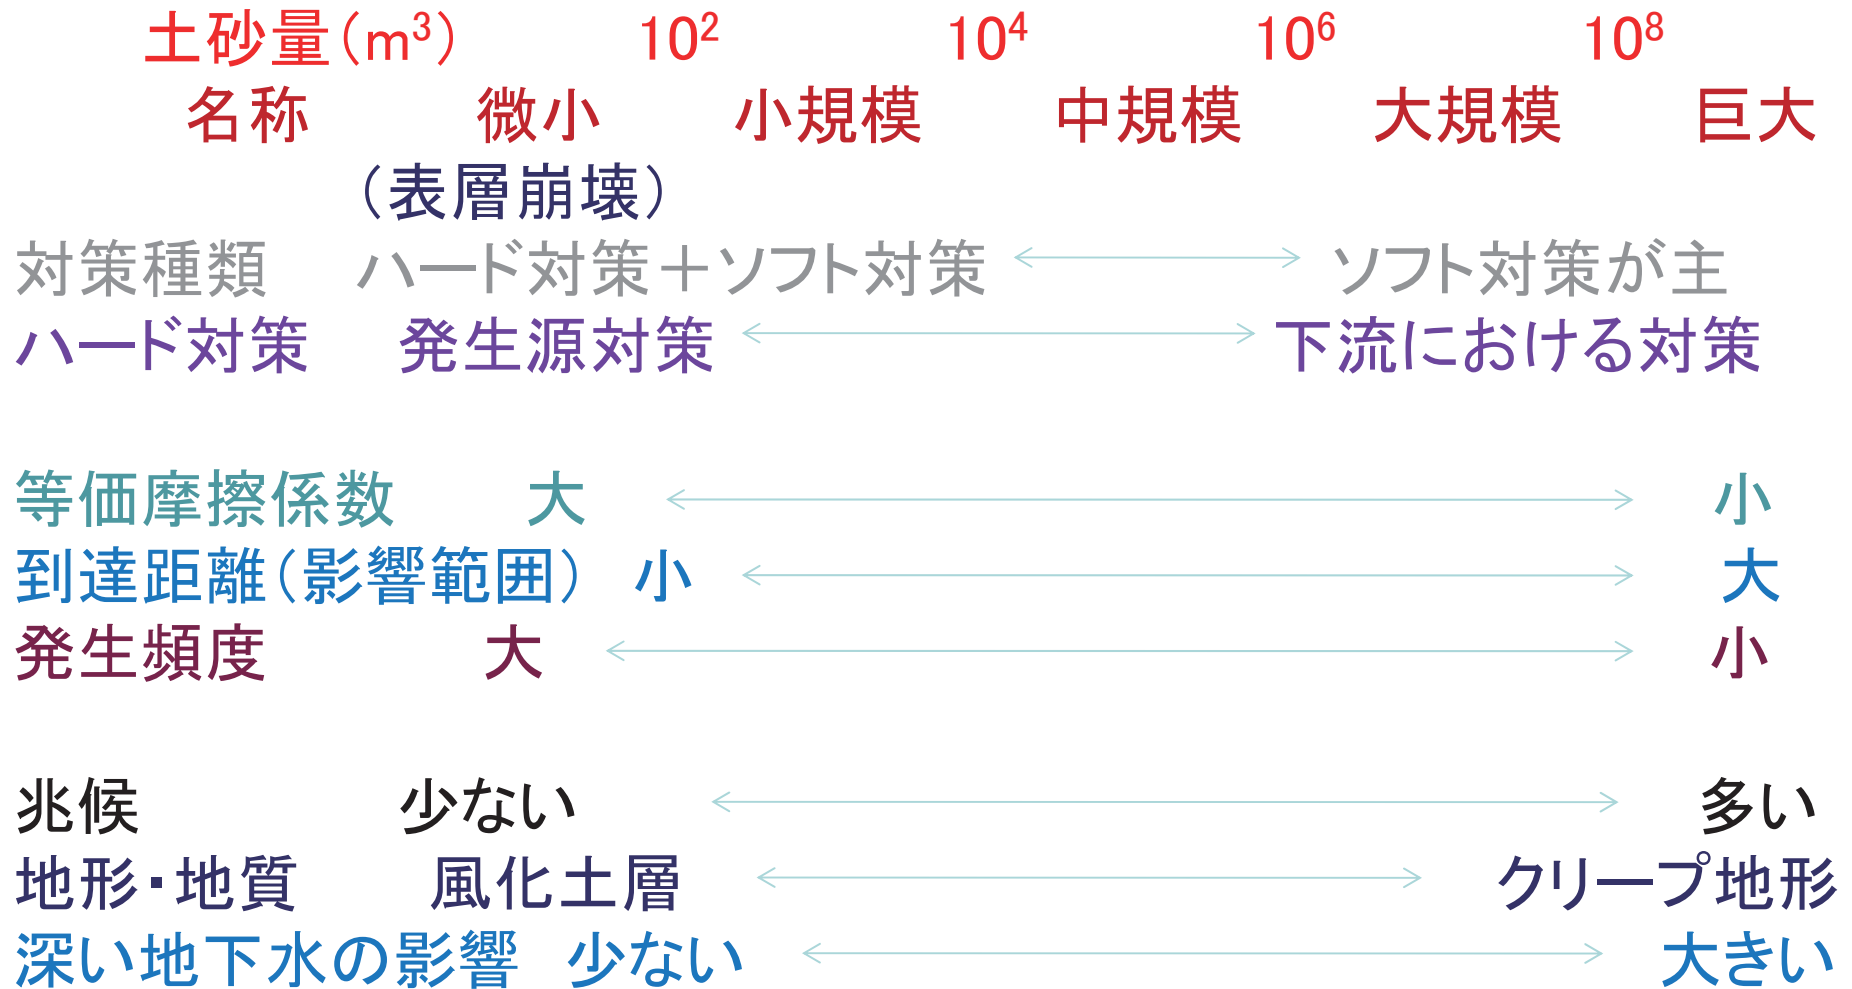 土砂量(m³) 10² 10⁴ 10⁶ 10⁸
名称 微小 小規模 中規模 大規模 巨大
(表層崩壊)
対策種類 ハード対策+ソフト対策 ソフト対策が主
ハード対策 発生源対策 下流における対策
等価摩擦係数 大 小
到達距離(影響範囲) 小 大
発生頻度 大 小
兆候 少ない 多い
地形・地質 風化土層 クリープ地形
深い地下水の影響 少ない 大きい